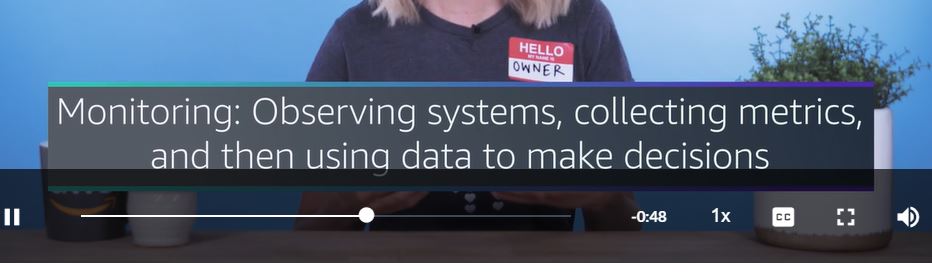 HELLO
MY NAME IS
OWNER
Monitoring: Observing systems, collecting metrics,
and then using data to make decisions
-0:48
1x
CC